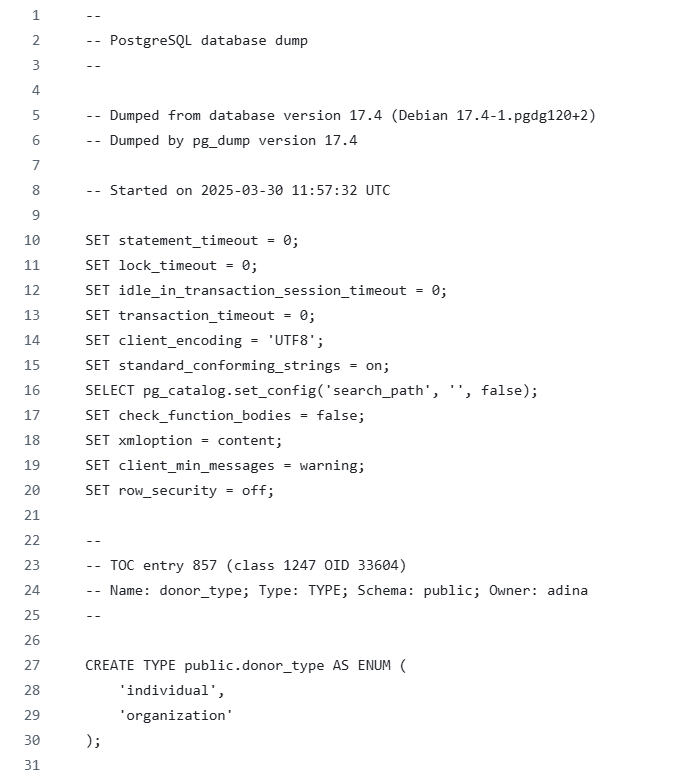 1 --
2 -- PostgreSQL database dump
3 --
4
5 -- Dumped from database version 17.4 (Debian 17.4-1.pgdg120+2)
6 -- Dumped by pg_dump version 17.4
7
8 -- Started on 2025-03-30 11:57:32 UTC
9
10 SET statement_timeout = 0;
11 SET lock_timeout = 0;
12 SET idle_in_transaction_session_timeout = 0;
13 SET transaction_timeout = 0;
14 SET client_encoding = 'UTF8';
15 SET standard_conforming_strings = on;
16 SELECT pg_catalog.set_config('search_path', '', false);
17 SET check_function_bodies = false;
18 SET xmloption = content;
19 SET client_min_messages = warning;
20 SET row_security = off;
21
22 --
23 -- TOC entry 857 (class 1247 OID 33604)
24 -- Name: donor_type; Type: TYPE; Schema: public; Owner: adina
25 --
26
27 CREATE TYPE public.donor_type AS ENUM (
28     'individual',
29     'organization'
30 );
31